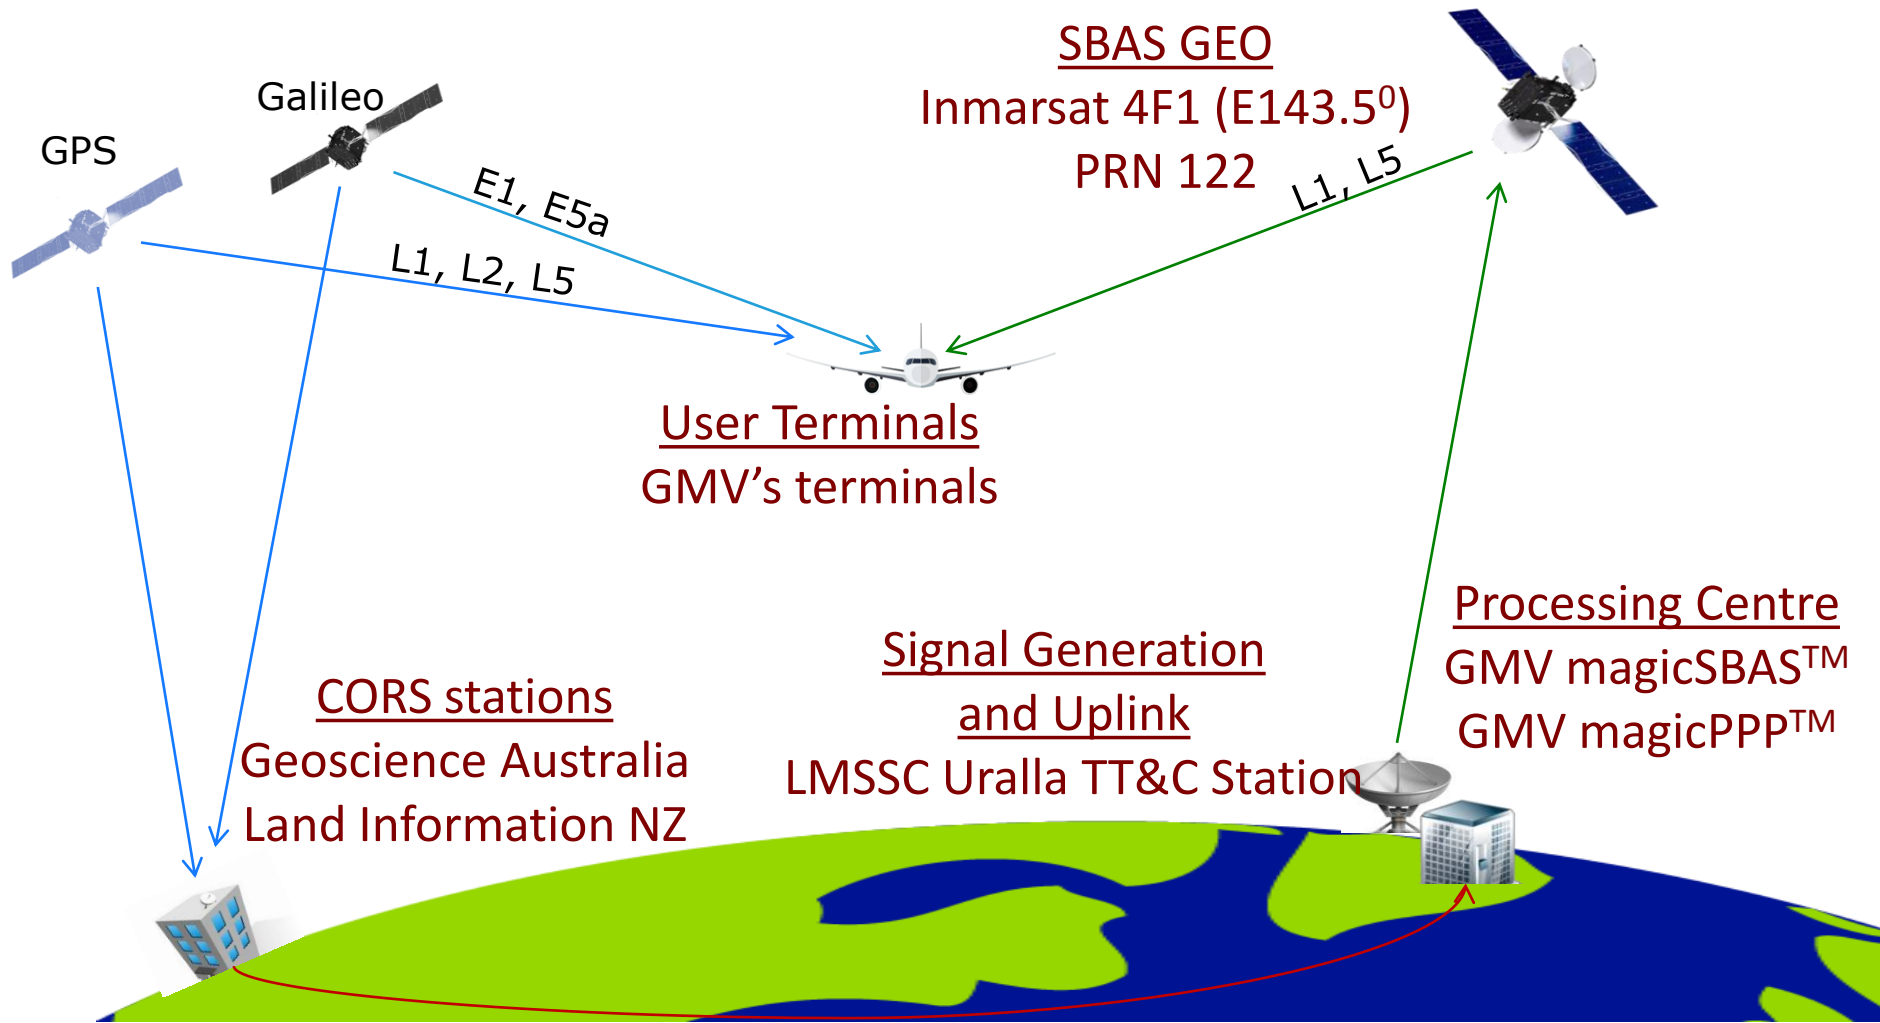 SBAS GEO
Inmarsat 4F1 (E143.5⁰)
PRN 122
Galileo
GPS
E1, E5a
L1, L2, L5
L1, L5
User Terminals
GMV’s terminals
Processing Centre
GMV magicSBAS™
GMV magicPPP™
Signal Generation
and Uplink
LMSSC Uralla TT&C Station
CORS stations
Geoscience Australia
Land Information NZ